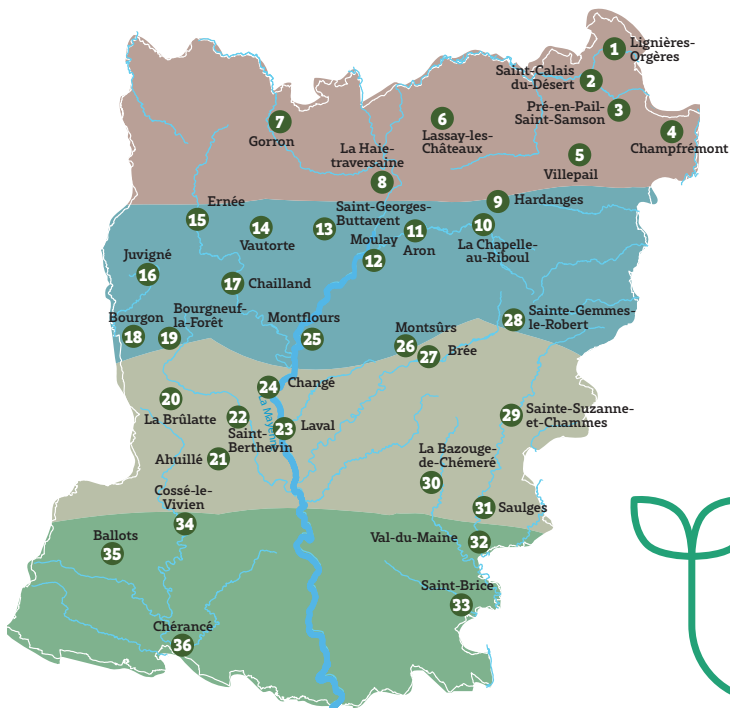 1
Lignières-
Orgères
Saint-Calais
du-Désert
2
Pré-en-Pail-
Saint-Samson
3
4
Champfrémont
5
Villepail
6
Lassay-les-
Châteaux
7
Gorron
La Haie-
traversaine
8
9
Hardanges
10
La Chapelle-
au-Riboul
11
Aron
Moulay
12
Saint-Georges-
Buttavent
13
14
Vautorte
Ernée
15
Juvigné
16
17
Chailland
Bourgon
18
Bourgneuf-
la-Forêt
19
Montflours
25
Montsûrs
26
27
Brée
28
Sainte-Gemmes-
le-Robert
20
La Brûlatte
24
Changé
La Mayenne
22
Saint-
Berthevin
23
Laval
Ahuillé
21
29
Sainte-Suzanne-
et-Chammes
La Bazouge-
de-Chémeré
30
31
Saulges
Val-du-Maine
32
Saint-Brice
33
Cossé-le-
Vivien
34
Ballots
35
Chérancé
36